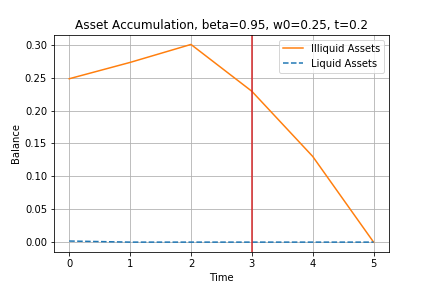 Asset Accumulation, beta=0.95, w0=0.25, t=0.2
Illiquid Assets
Liquid Assets
0.30
0.25
0.20
0.15
0.10
0.05
0.00
Balance
0 1 2 3 4 5
Time